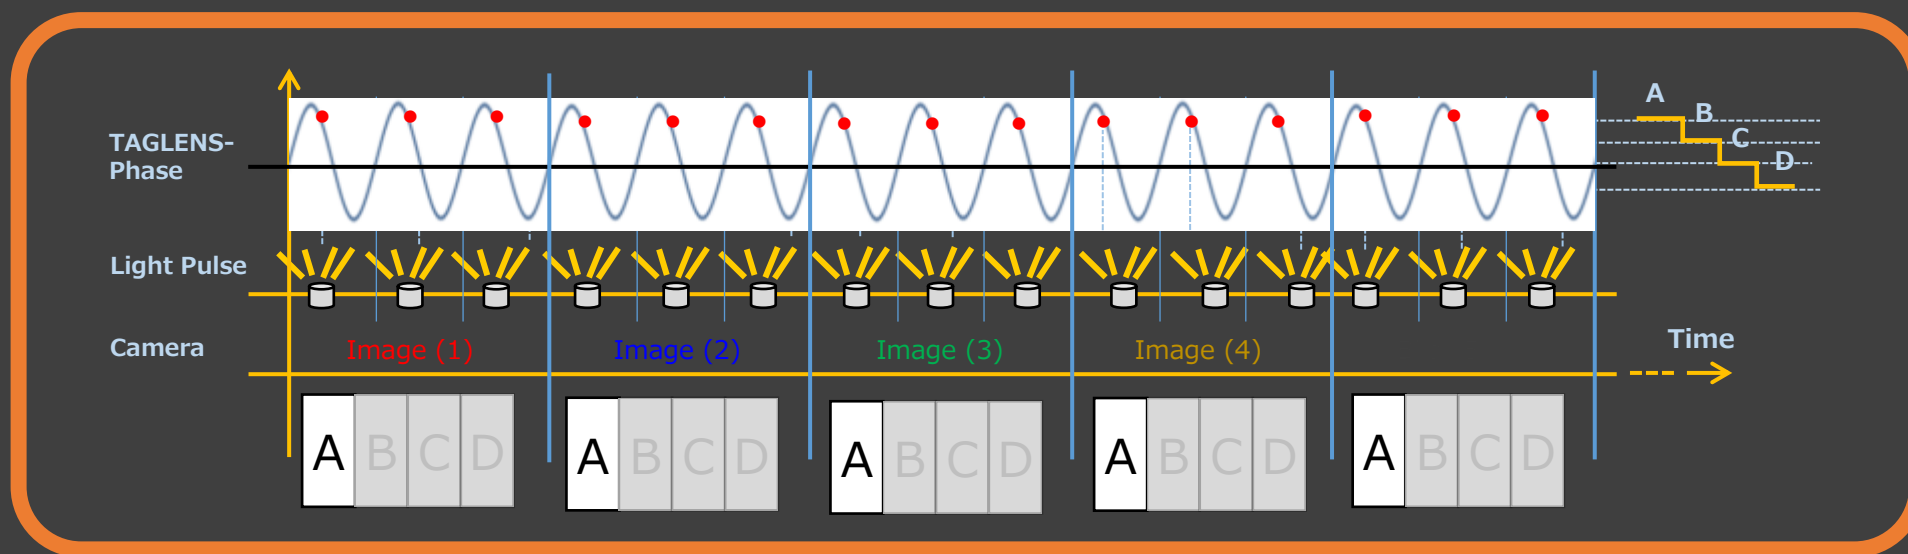 A
B
C
D
TAGLENS-
Phase
Light Pulse
Camera
Image (1)
Image (2)
Image (3)
Image (4)
Time
A B C D
A B C D
A B C D
A B C D
A B C D